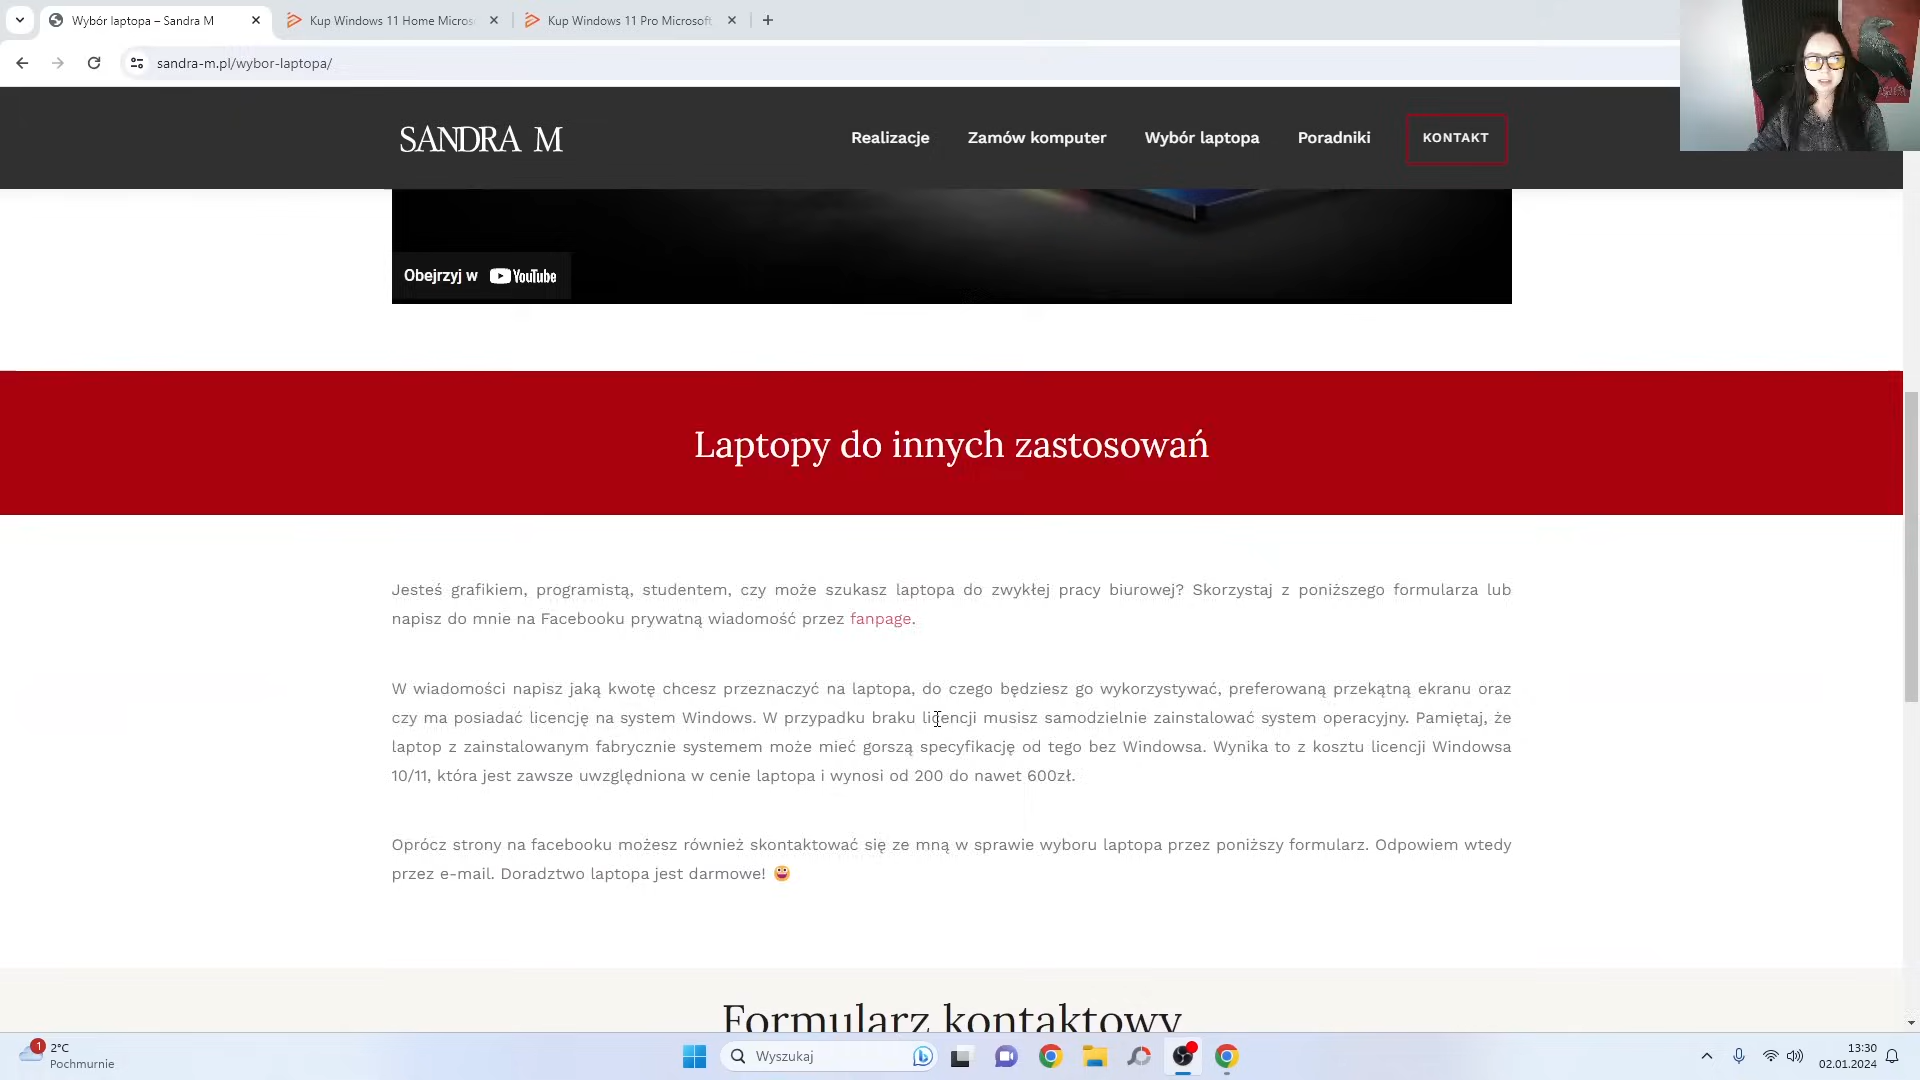 Wybór laptopa – Sandra M
Kup Windows 11 Home Micros
Kup Windows 11 Pro Microsoft
sandra-m.pl/wybor-laptopa/
SANDRA M
Realizacje
Zamów komputer
Wybór laptopa
Poradniki
KONTAKT
Obejrzyj w YouTube
Laptopy do innych zastosowań
Jesteś grafikiem, programistą, studentem, czy może szukasz laptopa do zwykłej pracy biurowej? Skorzystaj z poniższego formularza lub
napisz do mnie na Facebooku prywatną wiadomość przez fanpage.
W wiadomości napisz jaką kwotę chcesz przeznaczyć na laptopa, do czego będziesz go wykorzystywać, preferowaną przekątną ekranu oraz
czy ma posiadać licencję na system Windows. W przypadku braku licencji musisz samodzielnie zainstalować system operacyjny. Pamiętaj, że
laptop z zainstalowanym fabrycznie systemem może mieć gorszą specyfikację od tego bez Windowsa. Wynika to z kosztu licencji Windowsa
10/11, która jest zawsze uwzględniona w cenie laptopa i wynosi od 200 do nawet 600zł.
Oprócz strony na facebooku możesz również skontaktować się ze mną w sprawie wyboru laptopa przez poniższy formularz. Odpowiem wtedy
przez e-mail. Doradztwo laptopa jest darmowe! 😀
Formularz kontaktowy
1
2°C
Pochmurnie
Wyszukaj
13:30
02.01.2024